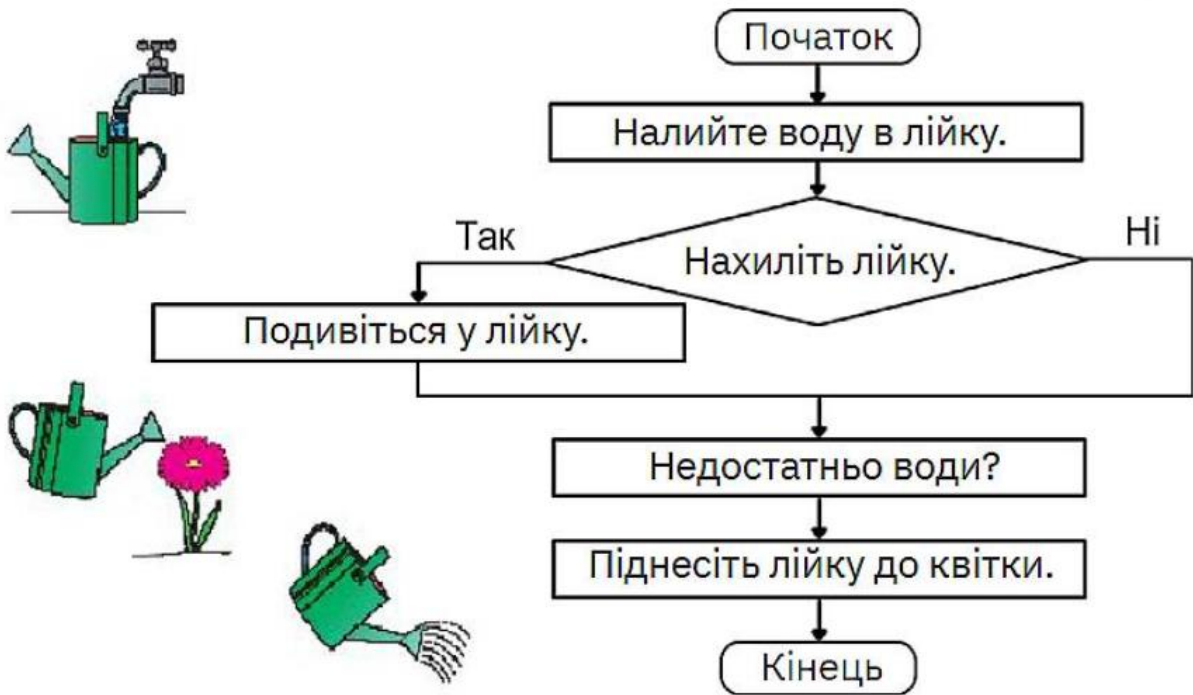 Початок
Налийте воду в лійку.
Так
Ні
Нахиліть лійку.
Подивіться у лійку.
Недостатньо води?
Піднесіть лійку до квітки.
Кінець